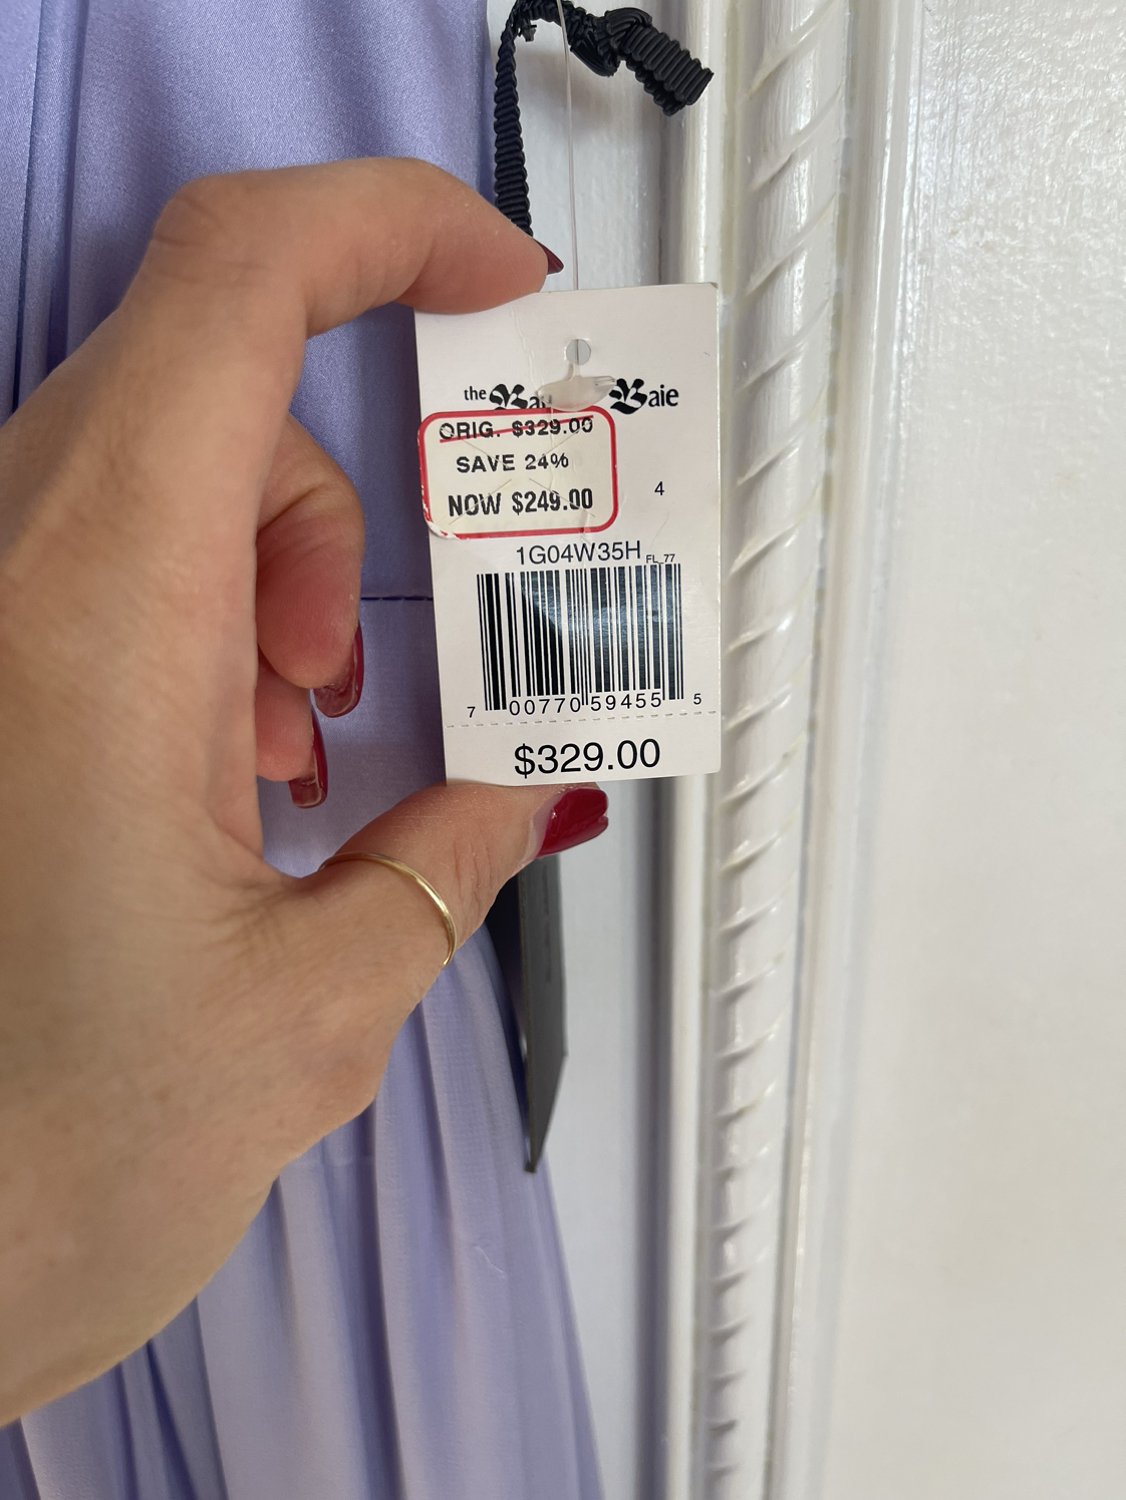 the Bay Baie
ORIG. $329.00
SAVE 24%
NOW $249.00
4
1G04W35H FL_77
7 00770 59455 5
$329.00